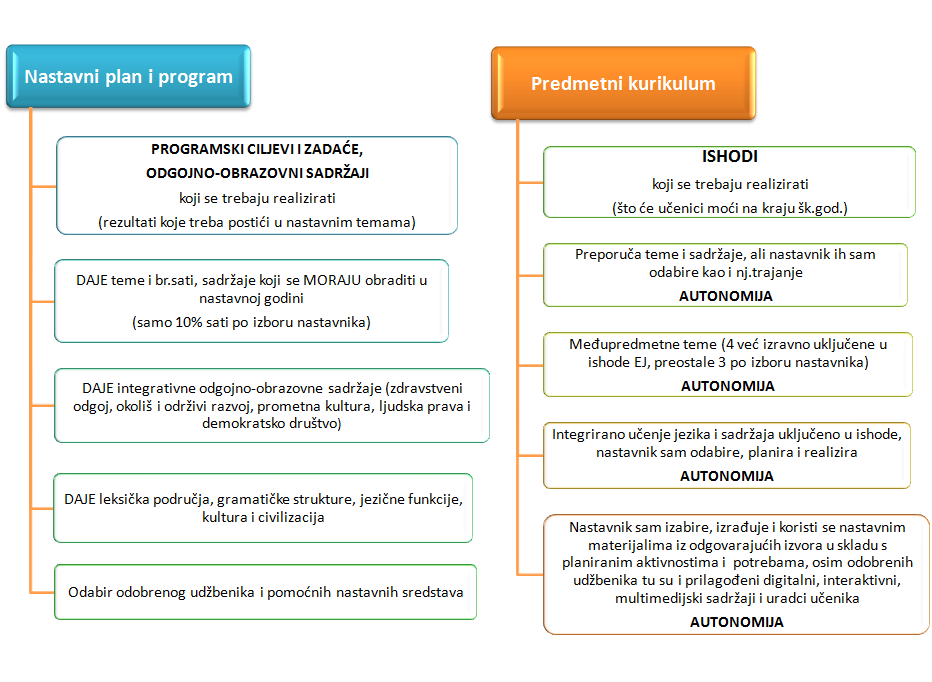 Nastavni plan i program
PROGRAMSKI CILJEVI I ZADAĆE,
ODGOJNO-OBRAZOVNI SADRŽAJI
koji se trebaju realizirati
(rezultati koje treba postići u nastavnim temama)
DAJE teme i br.sati, sadržaje koji se MORAJU obraditi u
nastavnoj godini
(samo 10% sati po izboru nastavnika)
DAJE integrativne odgojno-obrazovne sadržaje (zdravstveni
odgoj, okoliš i održivi razvoj, prometna kultura, ljudska prava i
demokratsko društvo)
DAJE leksička područja, gramatičke strukture, jezične funkcije,
kultura i civilizacija
Odabir odobrenog udžbenika i pomoćnih nastavnih sredstava
Predmetni kurikulum
ISHODI
koji se trebaju realizirati
(što će učenici moći na kraju šk.god.)
Preporuča teme i sadržaje, ali nastavnik ih sam
odabire kao i nj.trajanje
AUTONOMIJA
Međupredmetne teme (4 već izravno uključene u
ishode EJ, preostale 3 po izboru nastavnika)
AUTONOMIJA
Integrirano učenje jezika i sadržaja uključeno u ishode,
nastavnik sam odabire, planira i realizira
AUTONOMIJA
Nastavnik sam izabire, izrađuje i koristi se nastavnim
materijalima iz odgovarajućih izvora u skladu s
planiranim aktivnostima i potrebama, osim odobrenih
udžbenika tu su i prilagođeni digitalni, interaktivni,
multimedijski sadržaji i uradci učenika
AUTONOMIJA